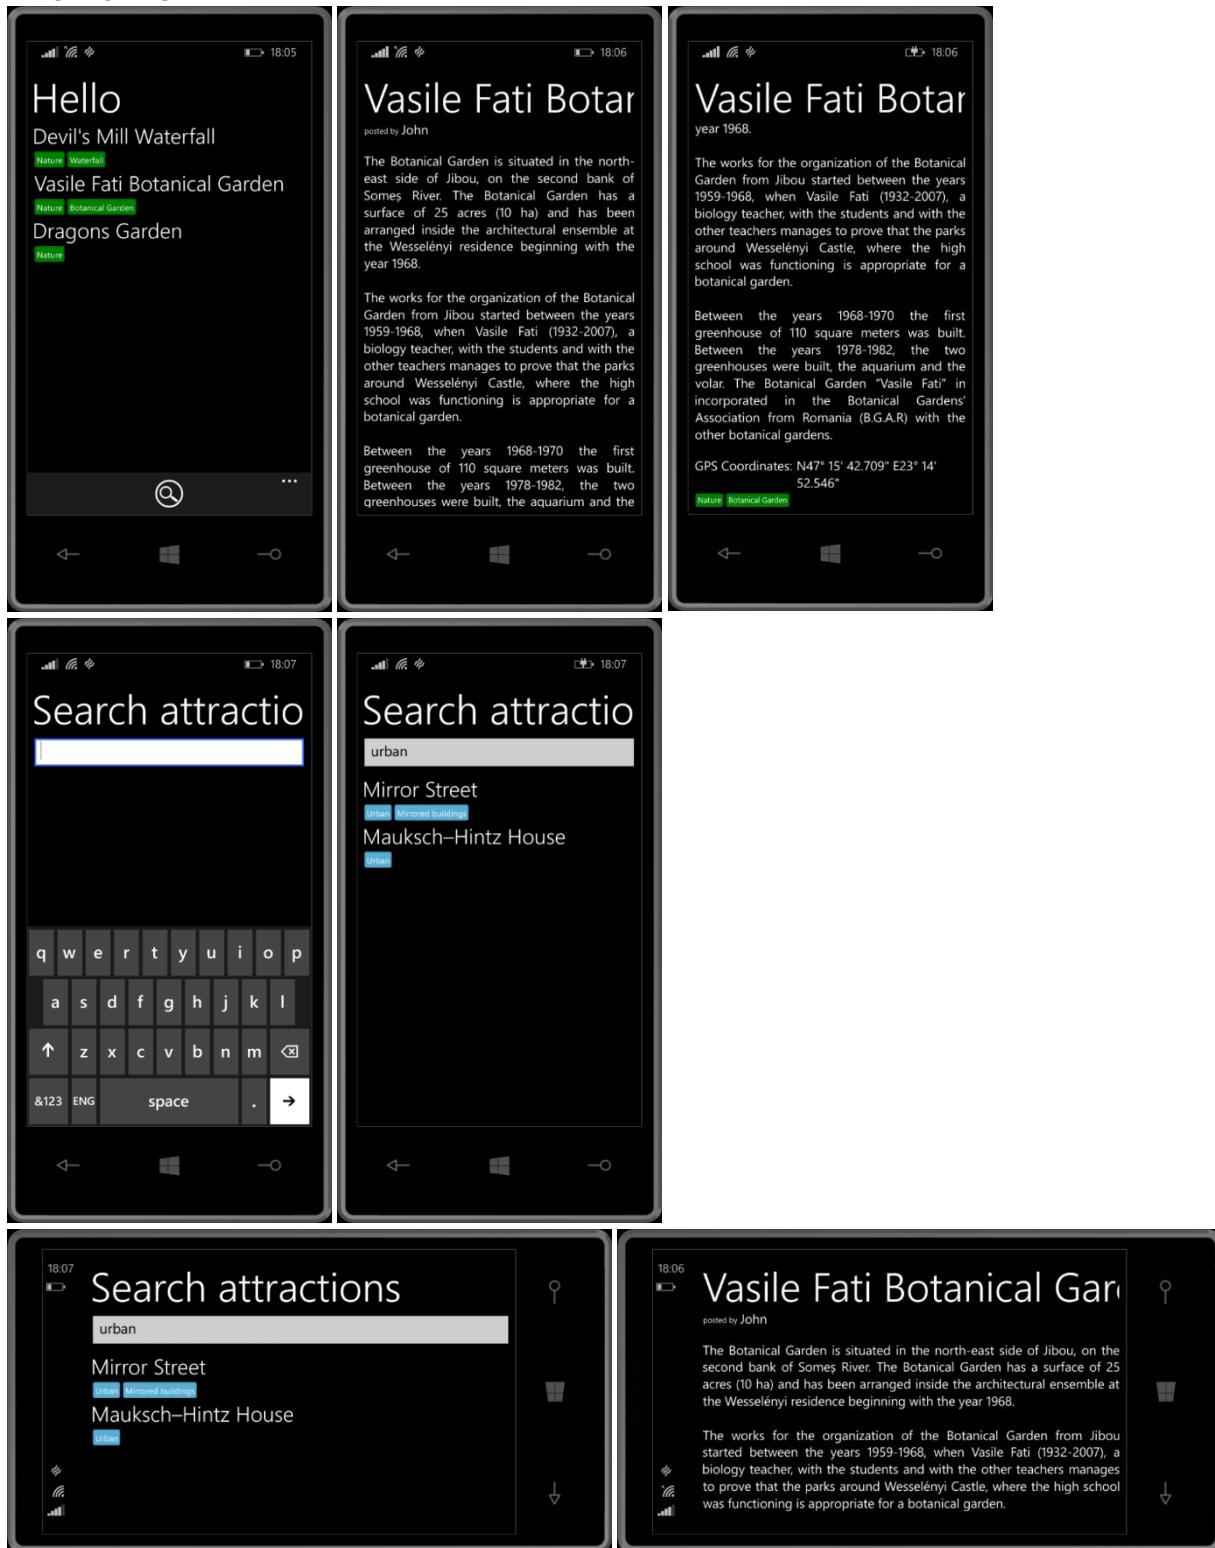 18:05
Hello
Devil's Mill Waterfall
Nature Waterfall
Vasile Fati Botanical Garden
Nature Botanical Garden
Dragons Garden
Nature
...
18:06
Vasile Fati Botar
posted by John
The Botanical Garden is situated in the north-
east side of Jibou, on the second bank of
Someș River. The Botanical Garden has a
surface of 25 acres (10 ha) and has been
arranged inside the architectural ensemble at
the Wesselényi residence beginning with the
year 1968.
The works for the organization of the Botanical
Garden from Jibou started between the years
1959-1968, when Vasile Fati (1932-2007), a
biology teacher, with the students and with the
other teachers manages to prove that the parks
around Wesselényi Castle, where the high
school was functioning is appropriate for a
botanical garden.
Between the years 1968-1970 the first
greenhouse of 110 square meters was built.
Between the years 1978-1982, the two
greenhouses were built, the aquarium and the
18:06
Vasile Fati Botar
year 1968.
The works for the organization of the Botanical
Garden from Jibou started between the years
1959-1968, when Vasile Fati (1932-2007), a
biology teacher, with the students and with the
other teachers manages to prove that the parks
around Wesselényi Castle, where the high
school was functioning is appropriate for a
botanical garden.
Between the years 1968-1970 the first
greenhouse of 110 square meters was built.
Between the years 1978-1982, the two
greenhouses were built, the aquarium and the
volar. The Botanical Garden “Vasile Fati” in
incorporated in the Botanical Gardens'
Association from Romania (B.G.A.R) with the
other botanical gardens.
GPS Coordinates: N47° 15' 42.709" E23° 14'
52.546"
Nature Botanical Garden
18:07
Search attractio
q w e r t y u i o p
a s d f g h j k l
z x c v b n m
&123 ENG space .
18:07
Search attractio
urban
Mirror Street
Urban Mirrored buildings
Mauksch–Hintz House
Urban
18:07
Search attractions
urban
Mirror Street
Urban Mirrored buildings
Mauksch–Hintz House
Urban
18:06
Vasile Fati Botanical Gar
posted by John
The Botanical Garden is situated in the north-east side of Jibou, on the
second bank of Someș River. The Botanical Garden has a surface of 25
acres (10 ha) and has been arranged inside the architectural ensemble at
the Wesselényi residence beginning with the year 1968.
The works for the organization of the Botanical Garden from Jibou
started between the years 1959-1968, when Vasile Fati (1932-2007), a
biology teacher, with the students and with the other teachers manages
to prove that the parks around Wesselényi Castle, where the high school
was functioning is appropriate for a botanical garden.